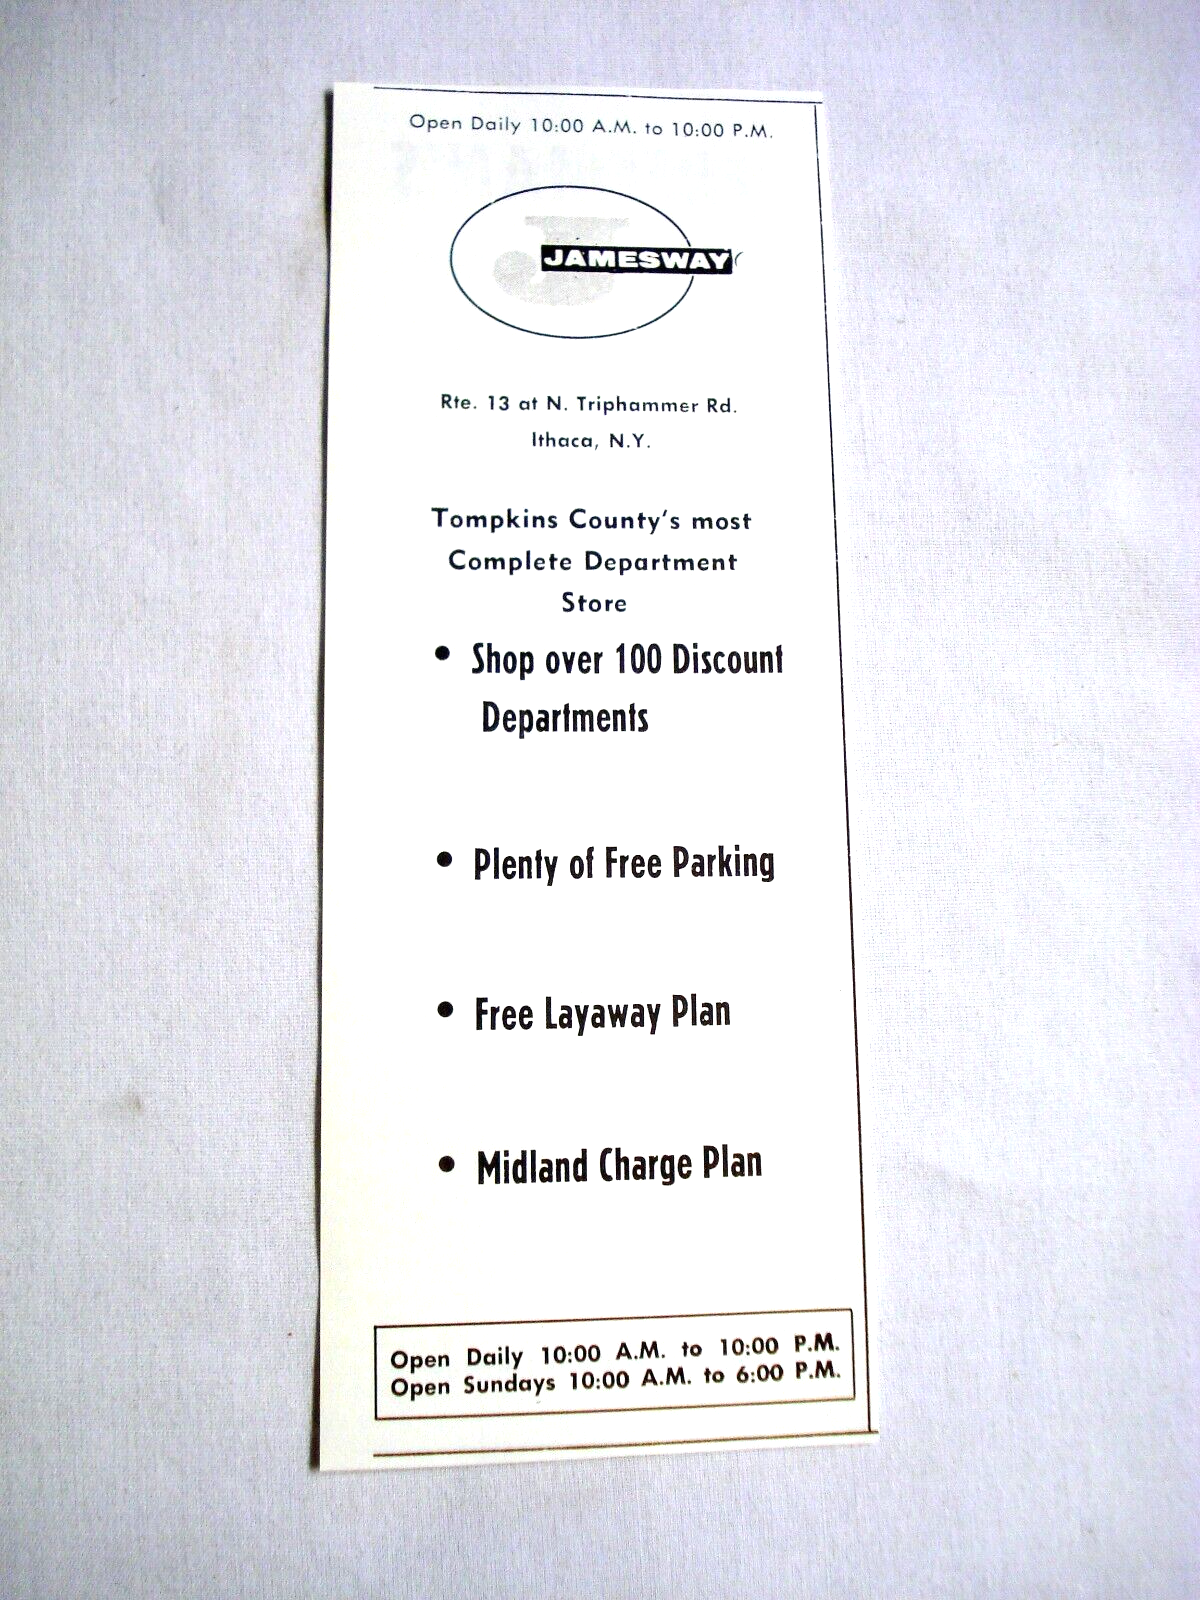 Open Daily 10:00 A.M. to 10:00 P.M.
JAMESWAY
Rte. 13 at N. Triphammer Rd.
Ithaca, N.Y.
Tompkins County's most
Complete Department
Store
• Shop over 100 Discount
Departments
• Plenty of Free Parking
• Free Layaway Plan
• Midland Charge Plan
Open Daily 10:00 A.M. to 10:00 P.M.
Open Sundays 10:00 A.M. to 6:00 P.M.